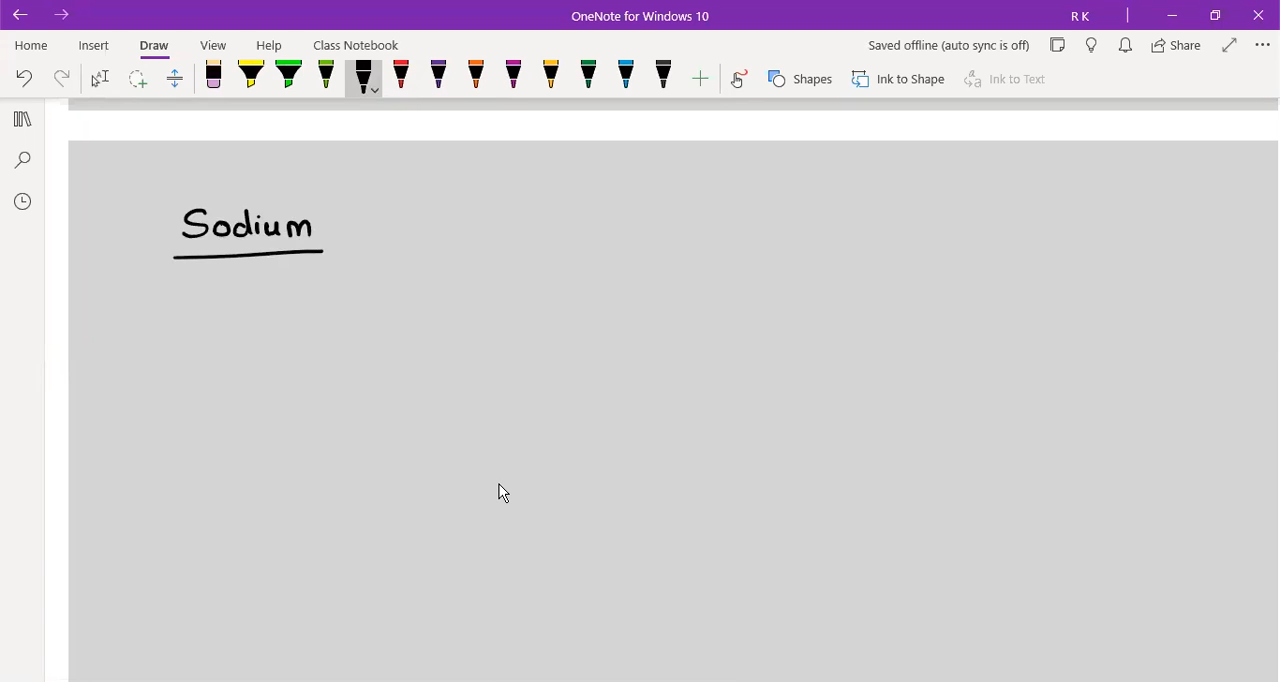 OneNote for Windows 10
R K
Home Insert Draw View Help Class Notebook
Saved offline (auto sync is off)
Share
Shapes
Ink to Shape
Ink to Text
Sodium